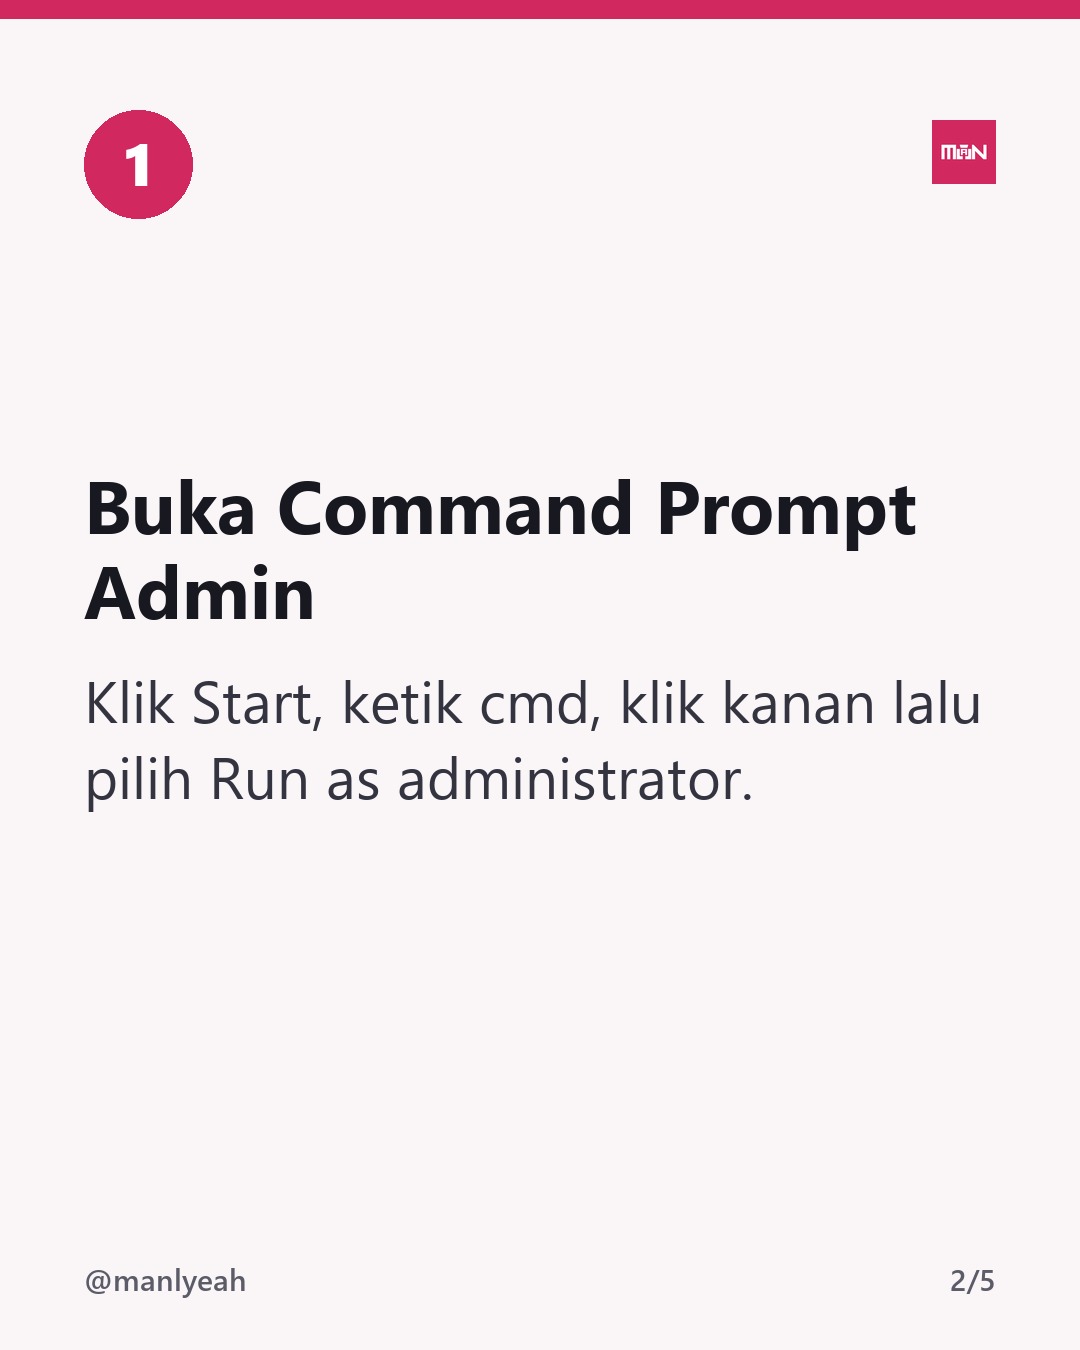 1
MAN
Buka Command Prompt
Admin
Klik Start, ketik cmd, klik kanan lalu
pilih Run as administrator.
@manlyeah
2/5